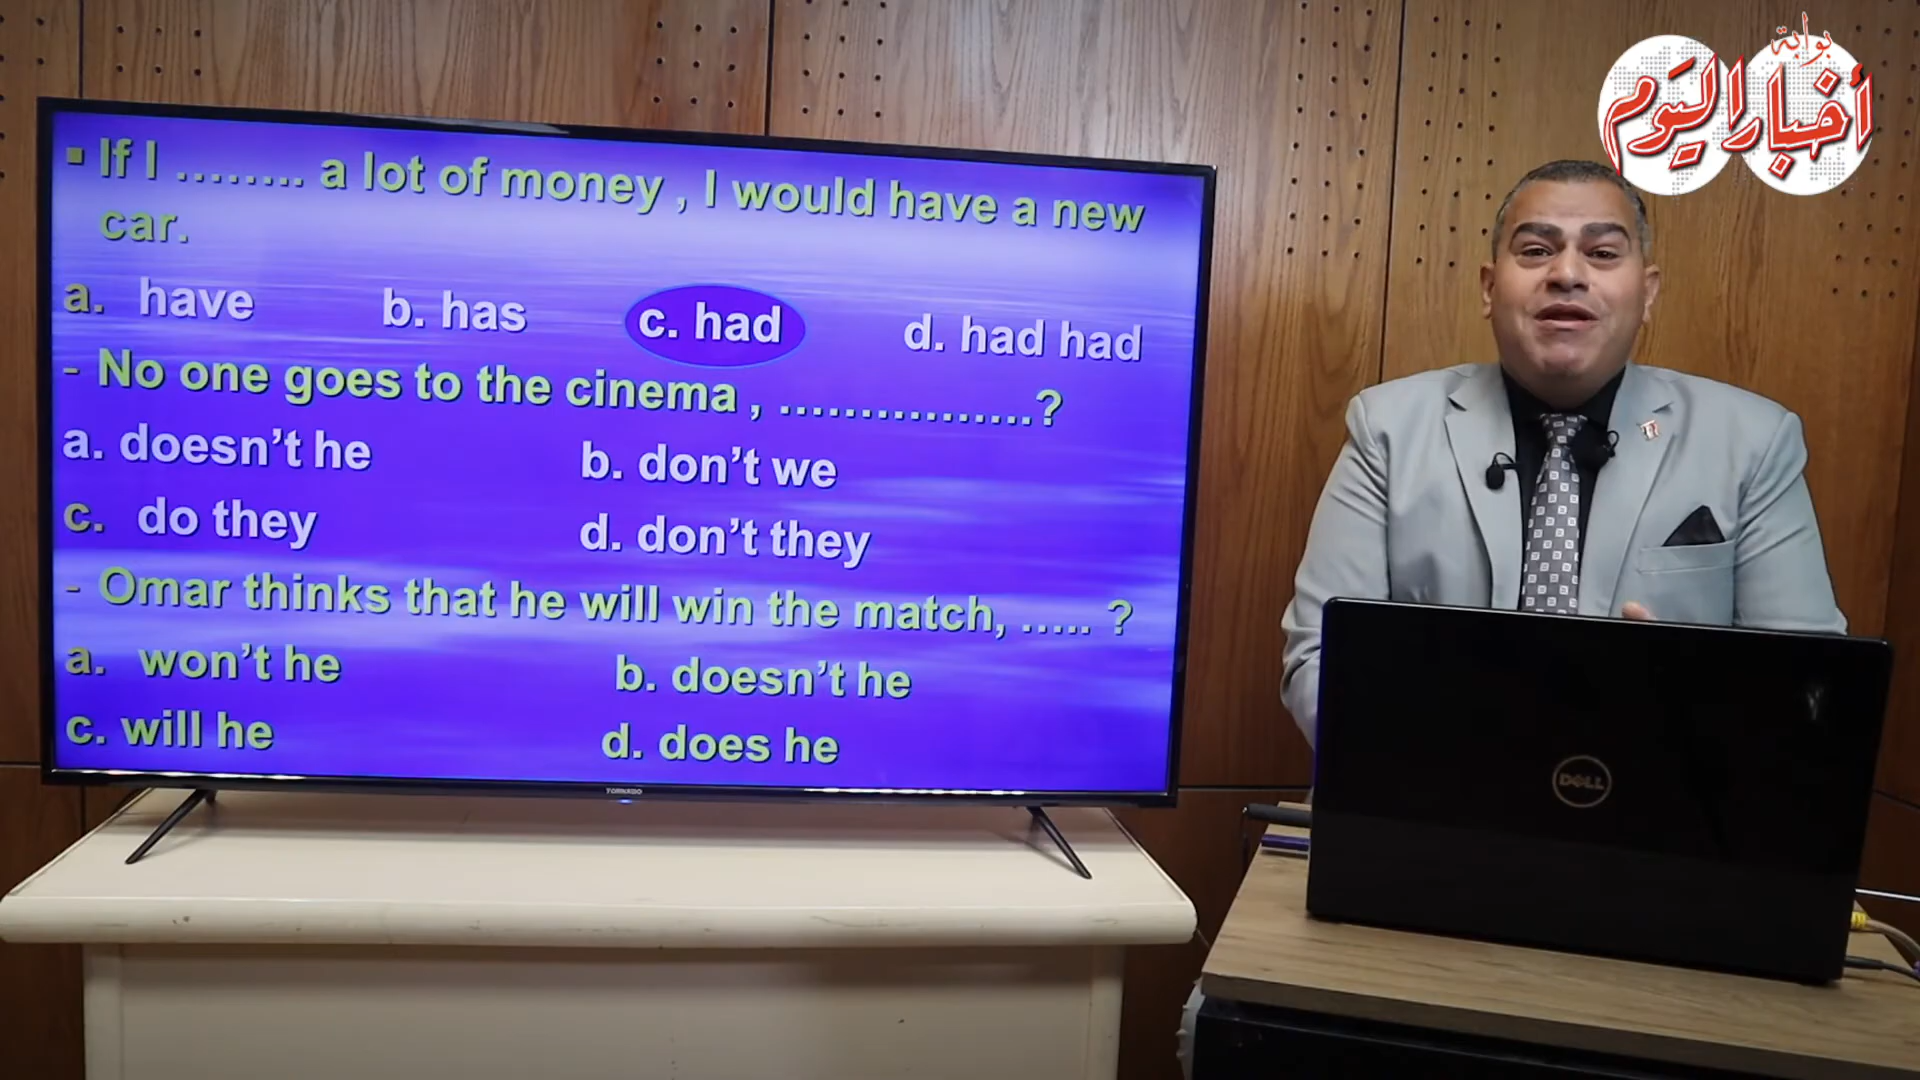 بوابة
أخبار اليوم
▪ If I ........ a lot of money , I would have a new
car.
a. have b. has c. had d. had had
- No one goes to the cinema , ................?
a. doesn’t he b. don’t we
c. do they d. don’t they
- Omar thinks that he will win the match, ..... ?
a. won’t he b. doesn’t he
c. will he d. does he
TORNADO
DELL